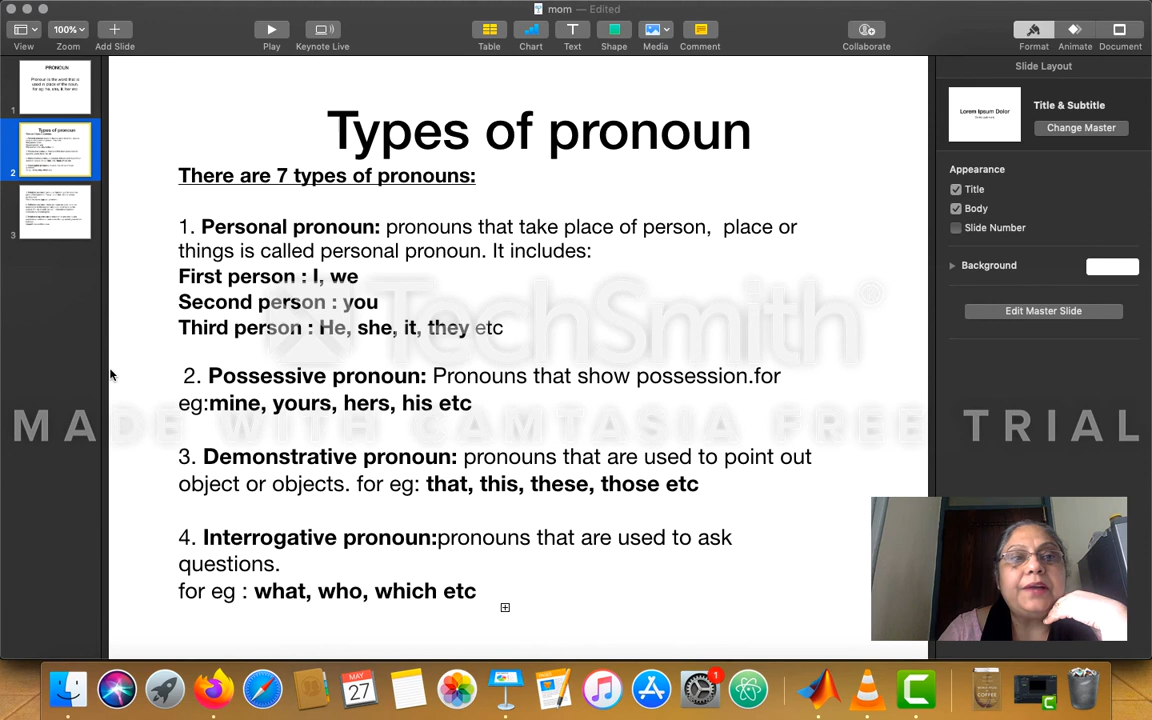 mom — Edited
100%
View Zoom Add Slide Play Keynote Live Table Chart Text Shape Media Comment Collaborate Format Animate Document
Slide Layout
Lorem Ipsum Dolor
Title & Subtitle
Change Master
Appearance
Title
Body
Slide Number
Background
Edit Master Slide
1
PRONOUN
2
Types of pronoun
3
Types of pronoun
There are 7 types of pronouns:
1. Personal pronoun: pronouns that take place of person, place or
things is called personal pronoun. It includes:
First person : I, we
Second person : you
Third person : He, she, it, they etc
2. Possessive pronoun: Pronouns that show possession.for
eg:mine, yours, hers, his etc
3. Demonstrative pronoun: pronouns that are used to point out
object or objects. for eg: that, this, these, those etc
4. Interrogative pronoun:pronouns that are used to ask
questions.
for eg : what, who, which etc
TechSmith®
MADE WITH CAMTASIA FREE TRIAL
MAY
27
1